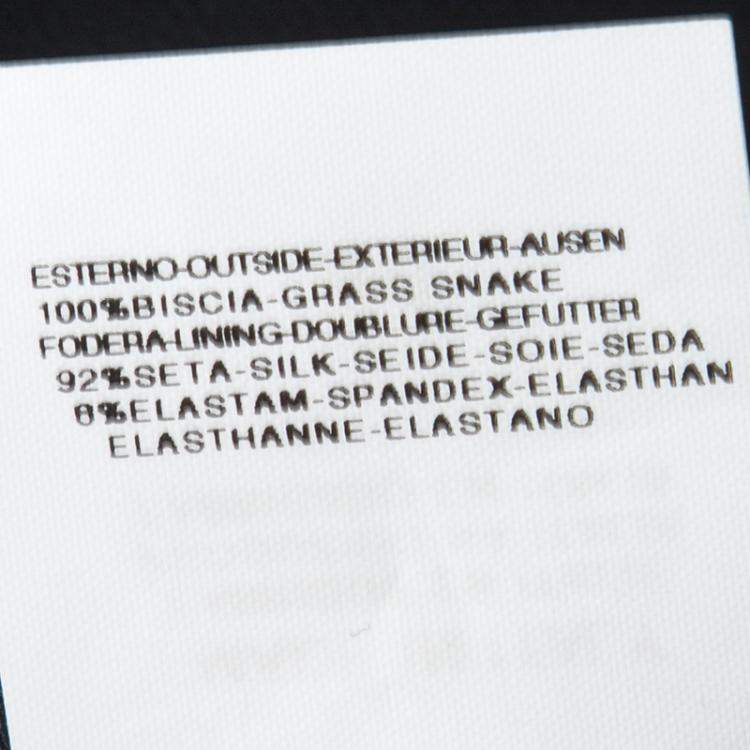 ESTERNO-OUTSIDE-EXTERIEUR-AUSEN
100%BISCIA-GRASS SNAKE
FODERA-LINING-DOUBLURE-GEFUTTER
92%SETA-SILK-SEIDE-SOIE-SEDA
8%ELASTAM-SPANDEX-ELASTHAN
ELASTHANNE-ELASTANO